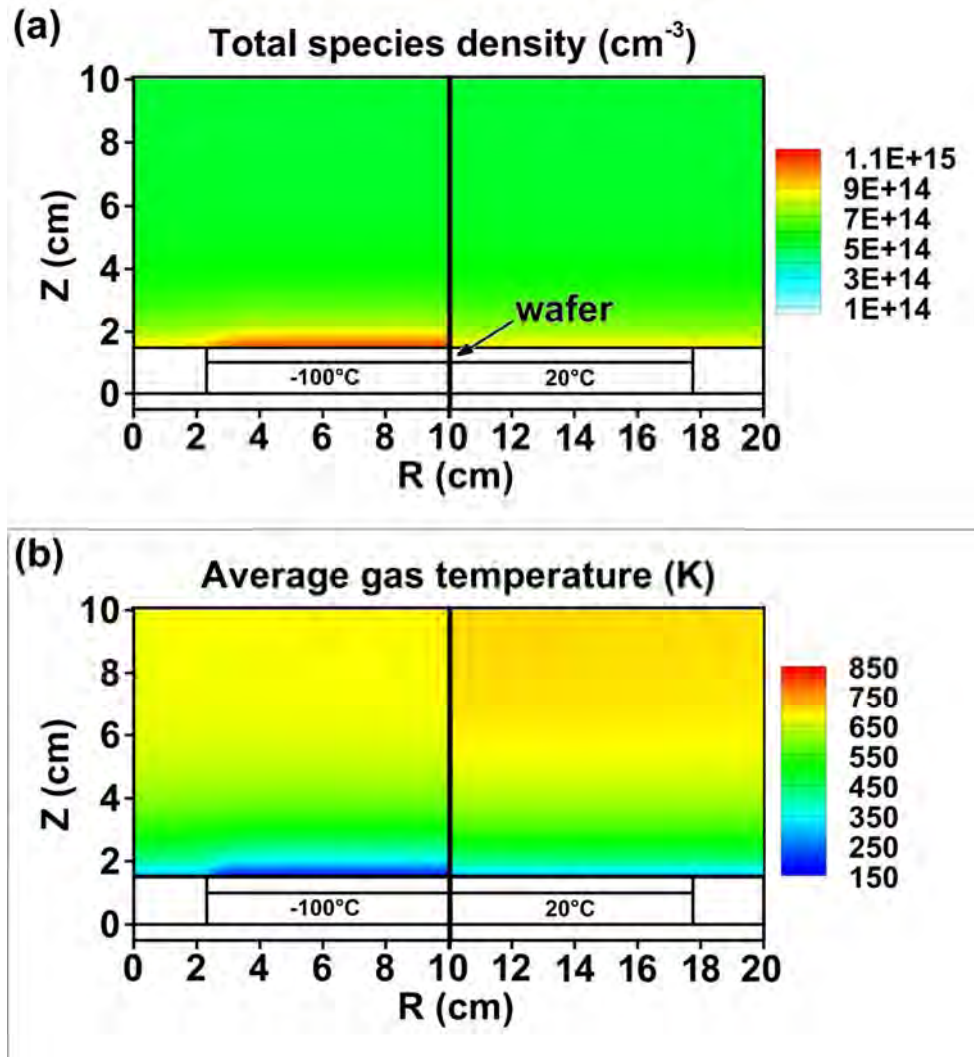 (a)
Total species density (cm⁻³)
10
8
6
4
2
0
Z (cm)
wafer
-100°C 20°C
0 2 4 6 8 10 12 14 16 18 20
R (cm)
1.1E+15
9E+14
7E+14
5E+14
3E+14
1E+14
(b)
Average gas temperature (K)
10
8
6
4
2
0
Z (cm)
-100°C 20°C
0 2 4 6 8 10 12 14 16 18 20
R (cm)
850
750
650
550
450
350
250
150